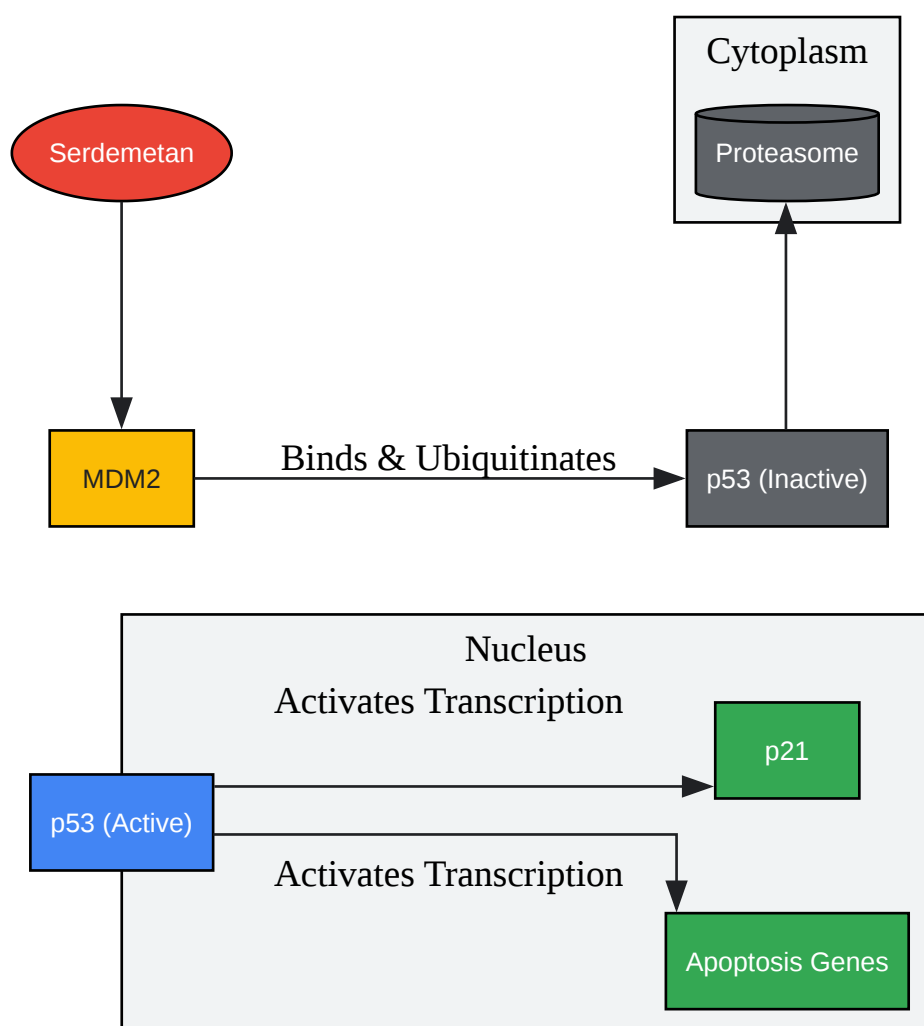 Cytoplasm
Serdemetan
Proteasome
MDM2
Binds & Ubiquitinates
p53 (Inactive)
Nucleus
Activates Transcription
p21
p53 (Active)
Activates Transcription
Apoptosis Genes